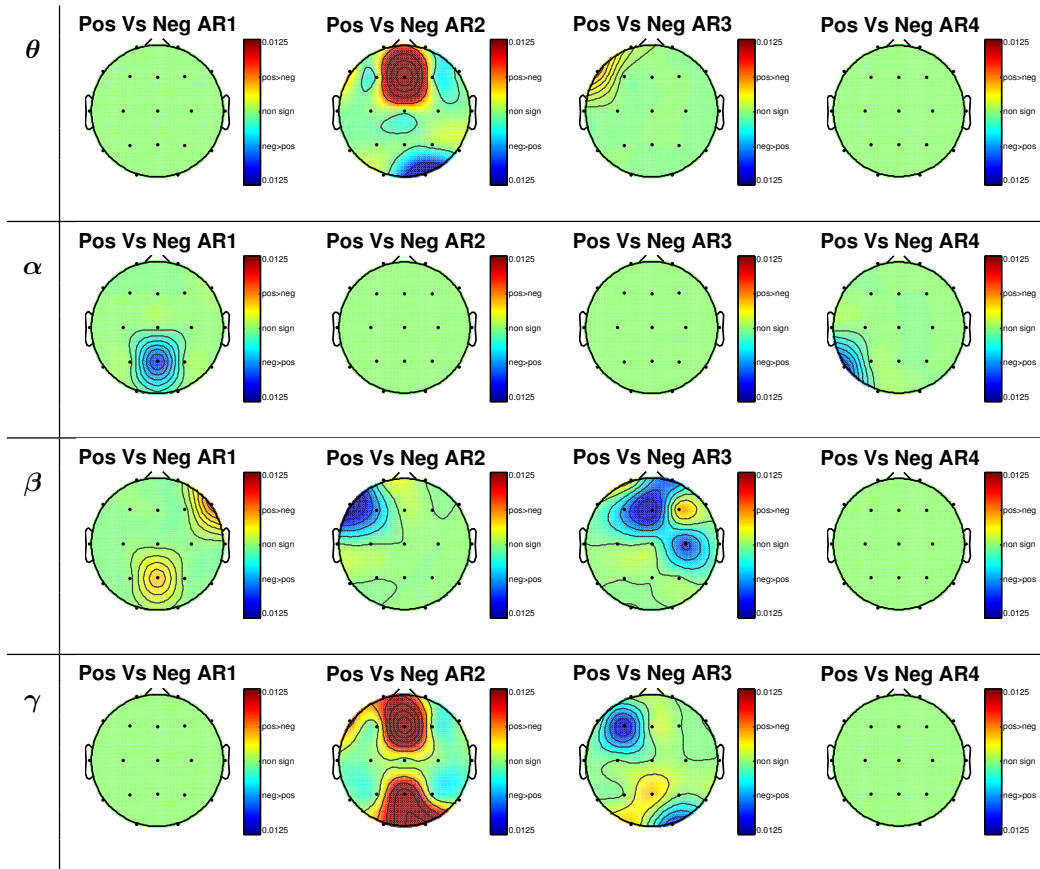 θ
Pos Vs Neg AR1
0.0125
pos>neg
non sign
neg>pos
0.0125
Pos Vs Neg AR2
0.0125
pos>neg
non sign
neg>pos
0.0125
Pos Vs Neg AR3
0.0125
pos>neg
non sign
neg>pos
0.0125
Pos Vs Neg AR4
0.0125
pos>neg
non sign
neg>pos
0.0125
α
Pos Vs Neg AR1
0.0125
pos>neg
non sign
neg>pos
0.0125
Pos Vs Neg AR2
0.0125
pos>neg
non sign
neg>pos
0.0125
Pos Vs Neg AR3
0.0125
pos>neg
non sign
neg>pos
0.0125
Pos Vs Neg AR4
0.0125
pos>neg
non sign
neg>pos
0.0125
β
Pos Vs Neg AR1
0.0125
pos>neg
non sign
neg>pos
0.0125
Pos Vs Neg AR2
0.0125
pos>neg
non sign
neg>pos
0.0125
Pos Vs Neg AR3
0.0125
pos>neg
non sign
neg>pos
0.0125
Pos Vs Neg AR4
0.0125
pos>neg
non sign
neg>pos
0.0125
γ
Pos Vs Neg AR1
0.0125
pos>neg
non sign
neg>pos
0.0125
Pos Vs Neg AR2
0.0125
pos>neg
non sign
neg>pos
0.0125
Pos Vs Neg AR3
0.0125
pos>neg
non sign
neg>pos
0.0125
Pos Vs Neg AR4
0.0125
pos>neg
non sign
neg>pos
0.0125